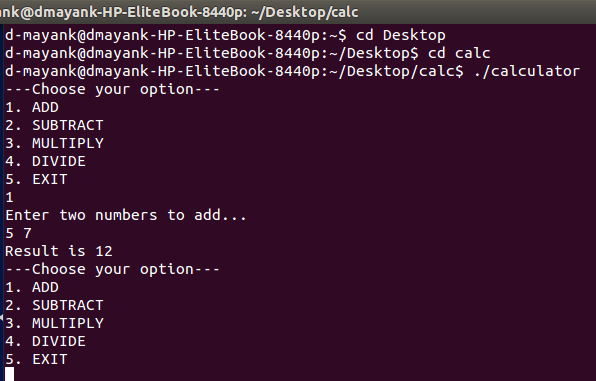 ank@dmayank-HP-EliteBook-8440p: ~/Desktop/calc
d-mayank@dmayank-HP-EliteBook-8440p:~$ cd Desktop
d-mayank@dmayank-HP-EliteBook-8440p:~/Desktop$ cd calc
d-mayank@dmayank-HP-EliteBook-8440p:~/Desktop/calc$ ./calculator
---Choose your option---
1. ADD
2. SUBTRACT
3. MULTIPLY
4. DIVIDE
5. EXIT
1
Enter two numbers to add...
5 7
Result is 12
---Choose your option---
1. ADD
2. SUBTRACT
3. MULTIPLY
4. DIVIDE
5. EXIT